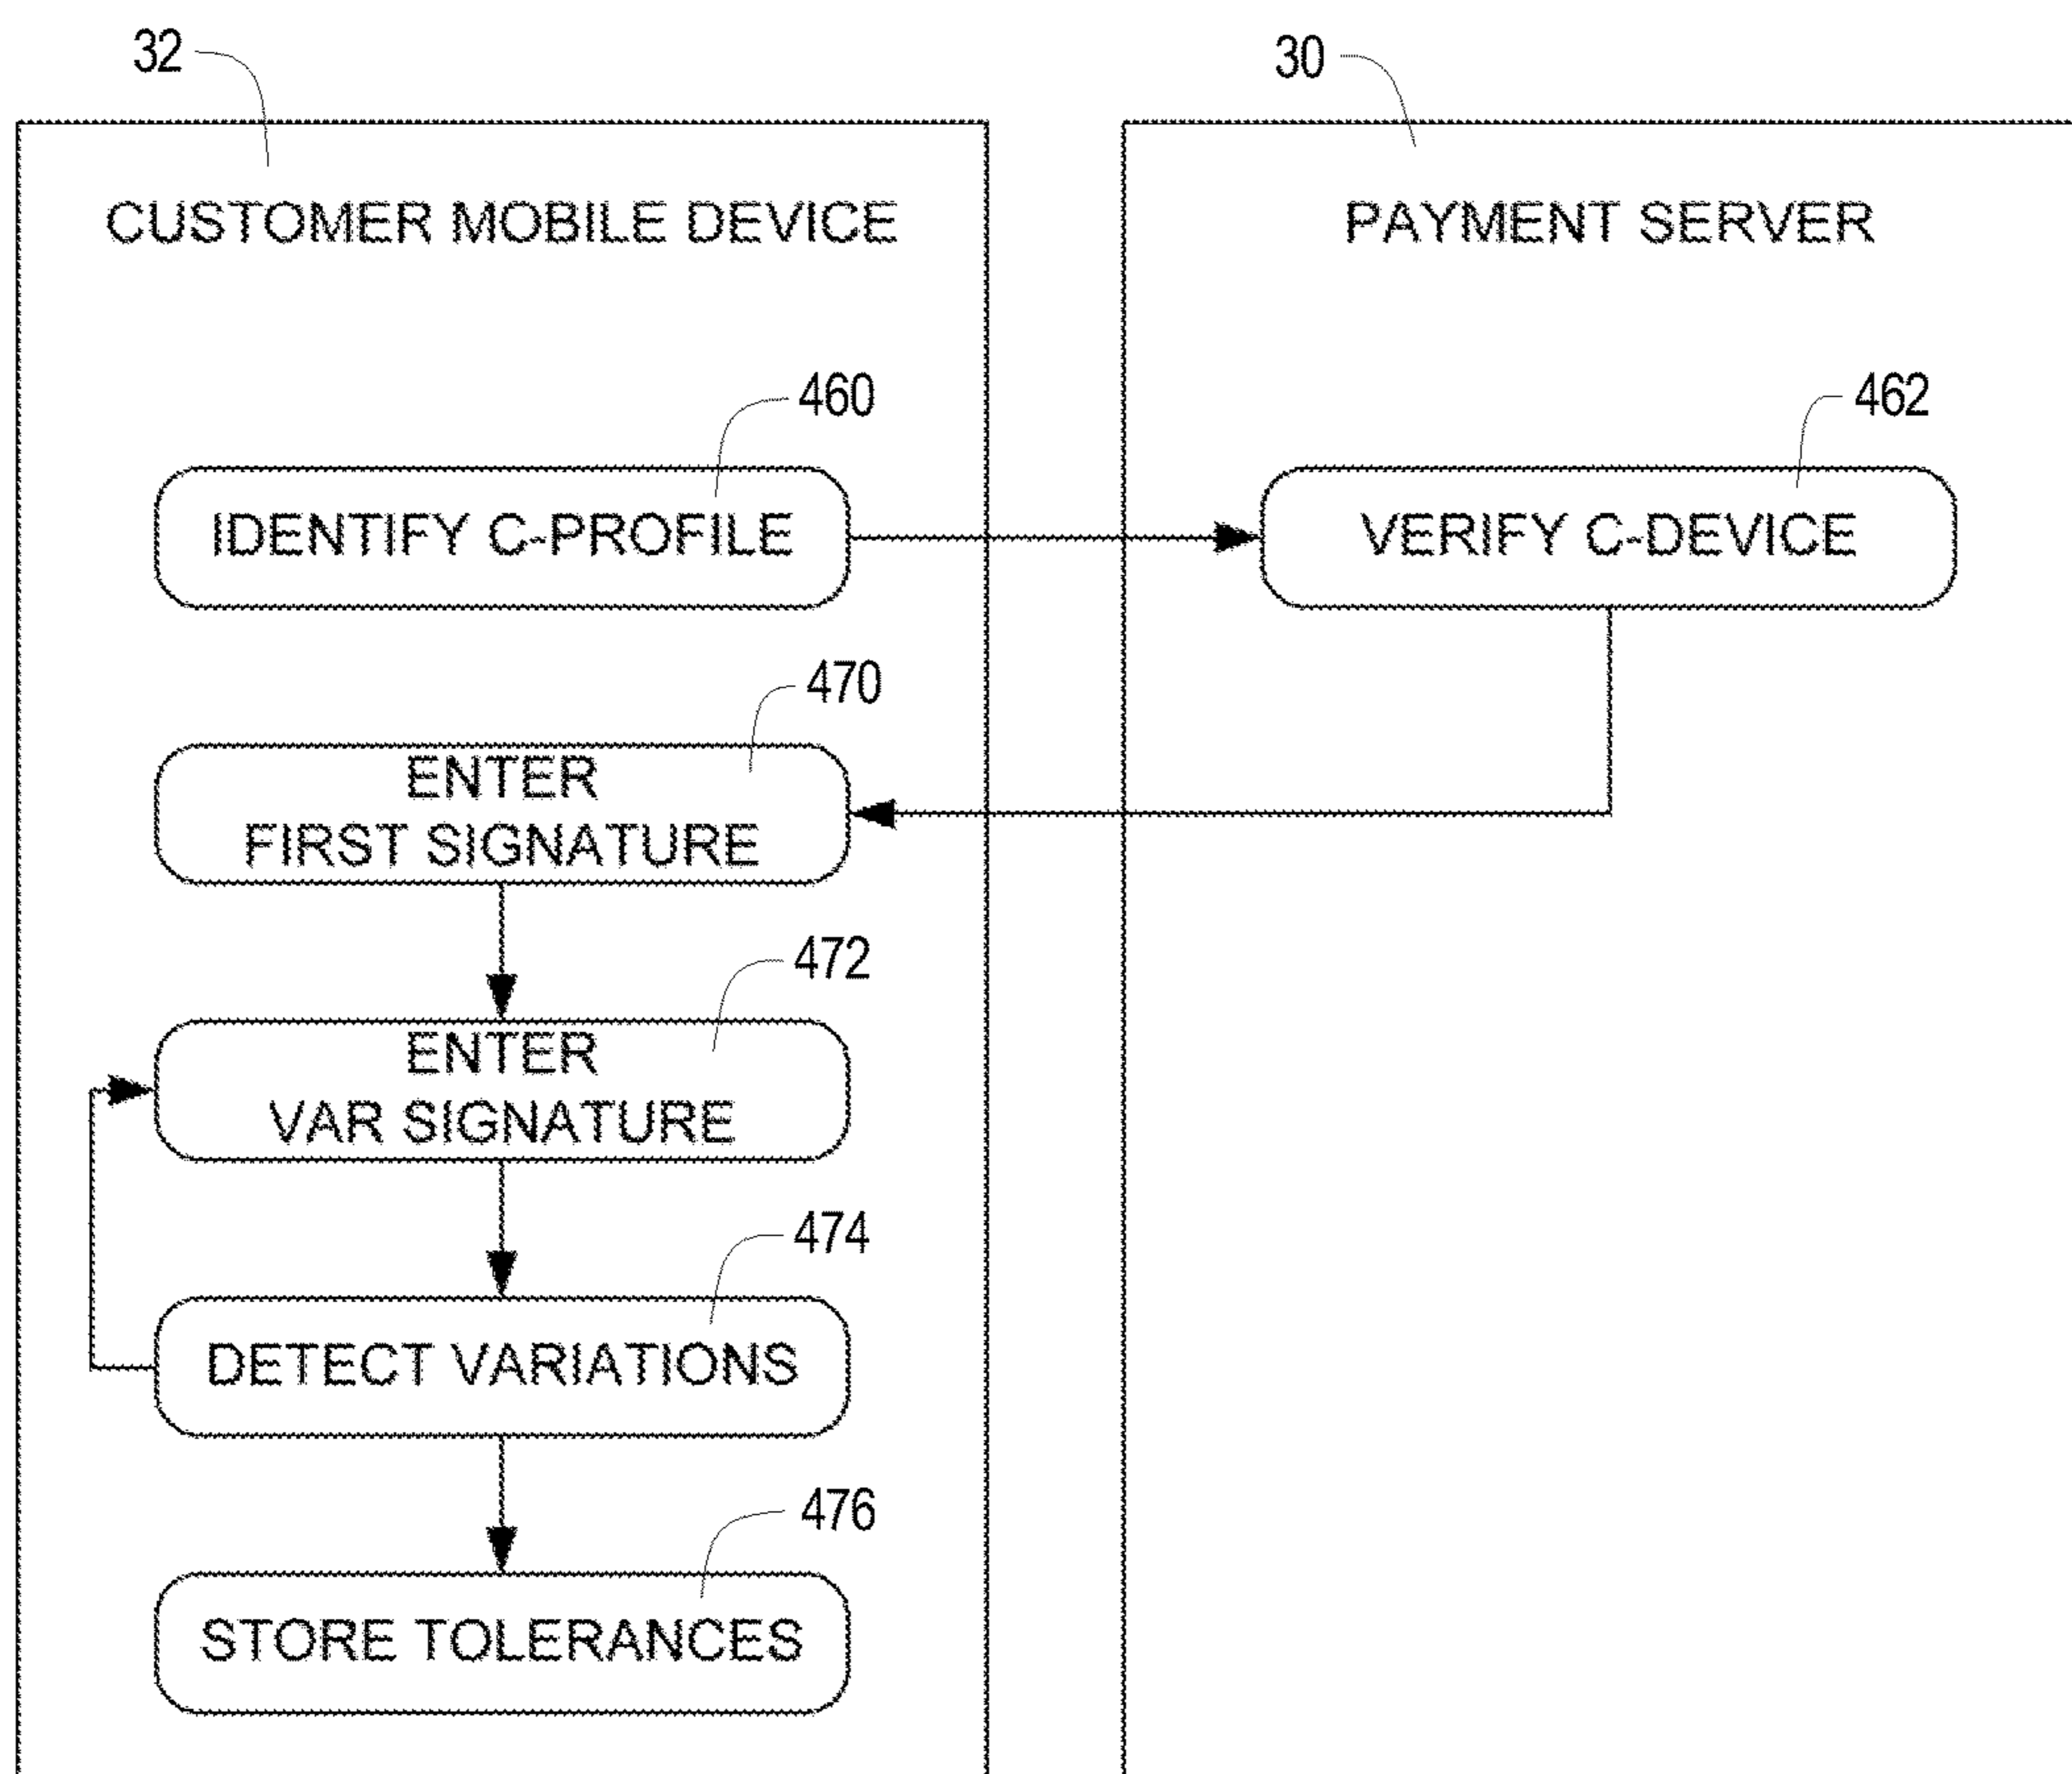 32
30
CUSTOMER MOBILE DEVICE
PAYMENT SERVER
460
462
IDENTIFY C-PROFILE
VERIFY C-DEVICE
470
ENTER
FIRST SIGNATURE
472
ENTER
VAR SIGNATURE
474
DETECT VARIATIONS
476
STORE TOLERANCES